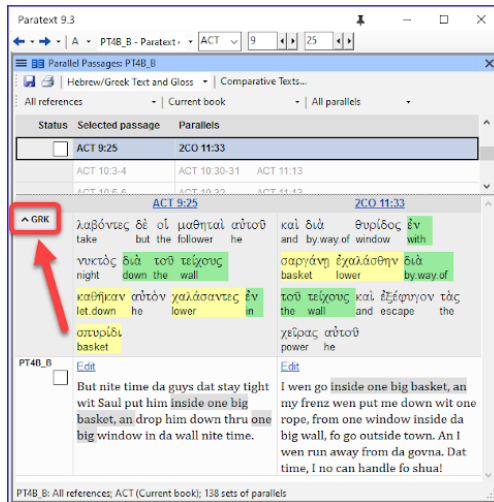 Paratext 9.3
A PT4B_B - Paratext ACT 9 25
Parallel Passages: PT4B_B
Hebrew/Greek Text and Gloss Comparative Texts...
All references Current book All parallels
Status Selected passage Parallels
ACT 9:25 2CO 11:33
ACT 10:3-4 ACT 10:30-31 ACT 11:13
ACT 10:5-6 ACT 10:32 ACT 11:13
ACT 9:25 2CO 11:33
GRK
λαβόντες δὲ οἱ μαθηταὶ αὐτοῦ
take but the follower he
νυκτὸς διὰ τοῦ τείχους
night down the wall
καθῆκαν αὐτὸν χαλάσαντες ἐν
let.down he lower in
σπυρίδι
basket
καὶ διὰ θυρίδος ἐν
and by.way.of window with
σαργάνῃ ἐχαλάσθην διὰ
basket lower by.way.of
τοῦ τείχους καὶ ἐξέφυγον τὰς
the wall and escape the
χεῖρας αὐτοῦ
power he
PT4B_B
Edit
But nite time da guys dat stay tight
wit Saul put him inside one big
basket, an drop him down thru one
big window in da wall nite time.
Edit
I wen go inside one big basket, an
my frenz wen put me down wit one
rope, from one window inside da
big wall, fo go outside town. An I
wen run away from da govna. Dat
time, I no can handle fo shua!
PT4B_B: All references; ACT (Current book); 138 sets of parallels